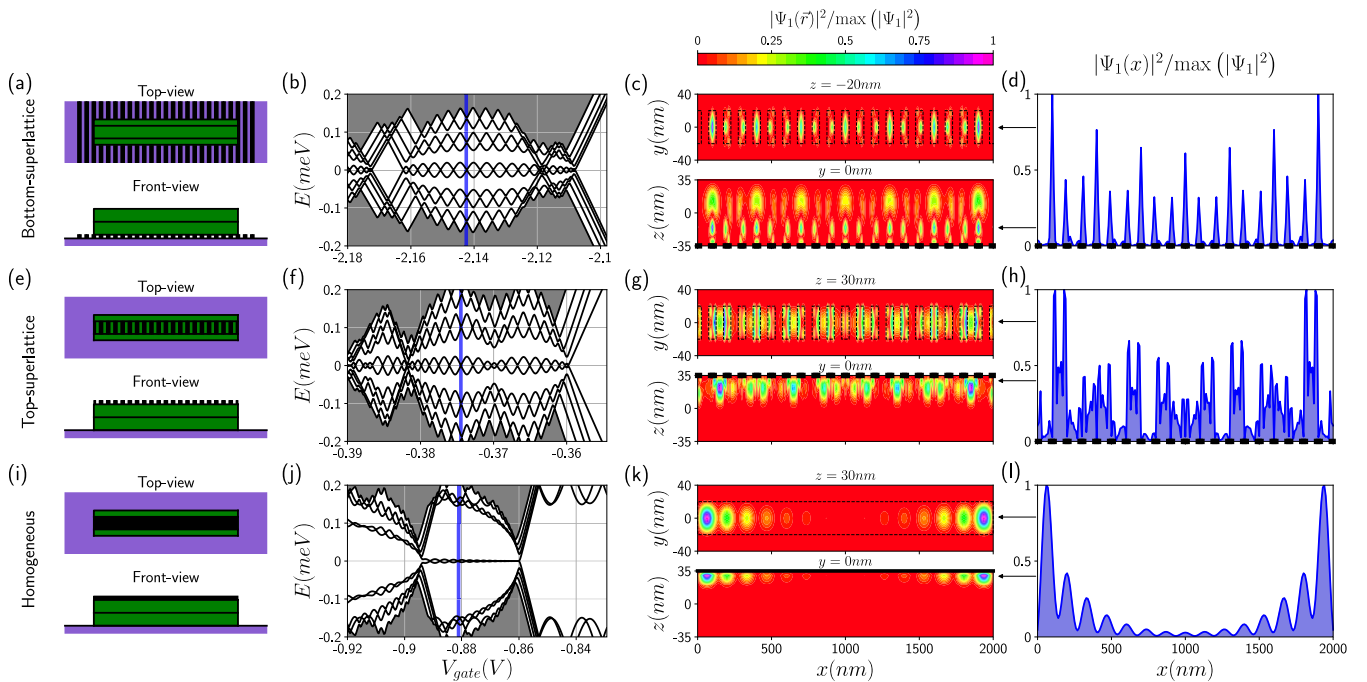 |Ψ₁(r⃗)|²/max (|Ψ₁|²)
0 0.25 0.5 0.75 1
|Ψ₁(x)|²/max (|Ψ₁|²)
Bottom-superlattice
(a)
Top-view
Front-view
(b)
E(meV)
0,2
0.1
0
-0.1
-0.2
-2.18 -2.16 -2.14 -2.12 -2.1
(c)
z = −20nm
y(nm)
40
0
-40
y = 0nm
z(nm)
35
0
-35
(d)
1
0.5
0
Top-superlattice
(e)
Top-view
Front-view
(f)
E(meV)
0,2
0.1
0
-0.1
-0.2
-0.39 -0.38 -0.37 -0.36
(g)
z = 30nm
y(nm)
40
0
-40
y = 0nm
z(nm)
35
0
-35
(h)
1
0.5
0
Homogeneous
(i)
Top-view
Front-view
(j)
E(meV)
0,2
0.1
0
-0.1
-0.2
-0.92 -0.9 -0.88 -0.86 -0.84
V_gate(V)
(k)
z = 30nm
y(nm)
40
0
-40
y = 0nm
z(nm)
35
0
-35
0 500 1000 1500 2000
x(nm)
(l)
1
0.5
0
0 500 1000 1500 2000
x(nm)